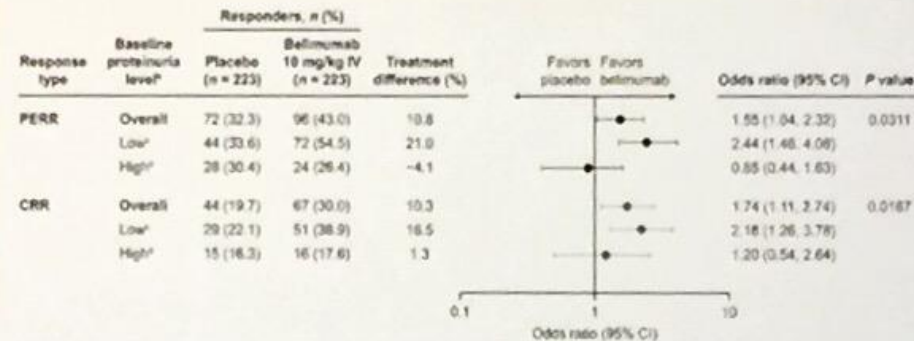 Responders, n (%)
Response type Baseline proteinuria level Placebo (n = 223) Belimumab 10 mg/kg IV (n = 223) Treatment difference (%) Favors placebo Favors belimumab Odds ratio (95% CI) P value
PERR Overall 72 (32.3) 96 (43.0) 10.8 1.55 (1.04, 2.32) 0.0311
Low 44 (33.6) 72 (54.5) 21.0 2.44 (1.46, 4.08)
High 28 (30.4) 24 (26.4) −4.1 0.85 (0.44, 1.63)
CRR Overall 44 (19.7) 67 (30.0) 10.3 1.74 (1.11, 2.74) 0.0167
Low 29 (22.1) 51 (38.9) 16.5 2.18 (1.26, 3.78)
High 15 (16.3) 16 (17.6) 1.3 1.20 (0.54, 2.64)
0.1 1 10
Odds ratio (95% CI)